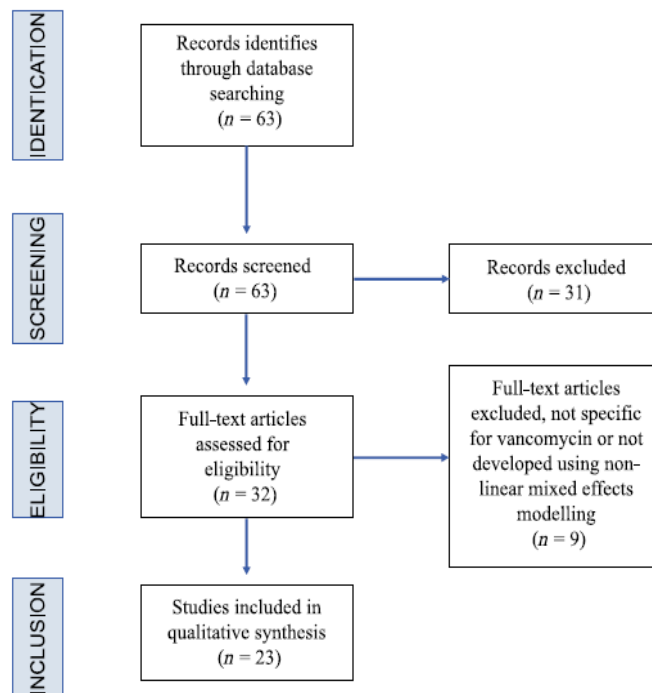 IDENTICATION
Records identifies
through database
searching
(n = 63)
SCREENING
Records screened
(n = 63)
Records excluded
(n = 31)
ELIGIBILITY
Full-text articles
assessed for
eligibility
(n = 32)
Full-text articles
excluded, not specific
for vancomycin or not
developed using non-
linear mixed effects
modelling
(n = 9)
INCLUSION
Studies included in
qualitative synthesis
(n = 23)